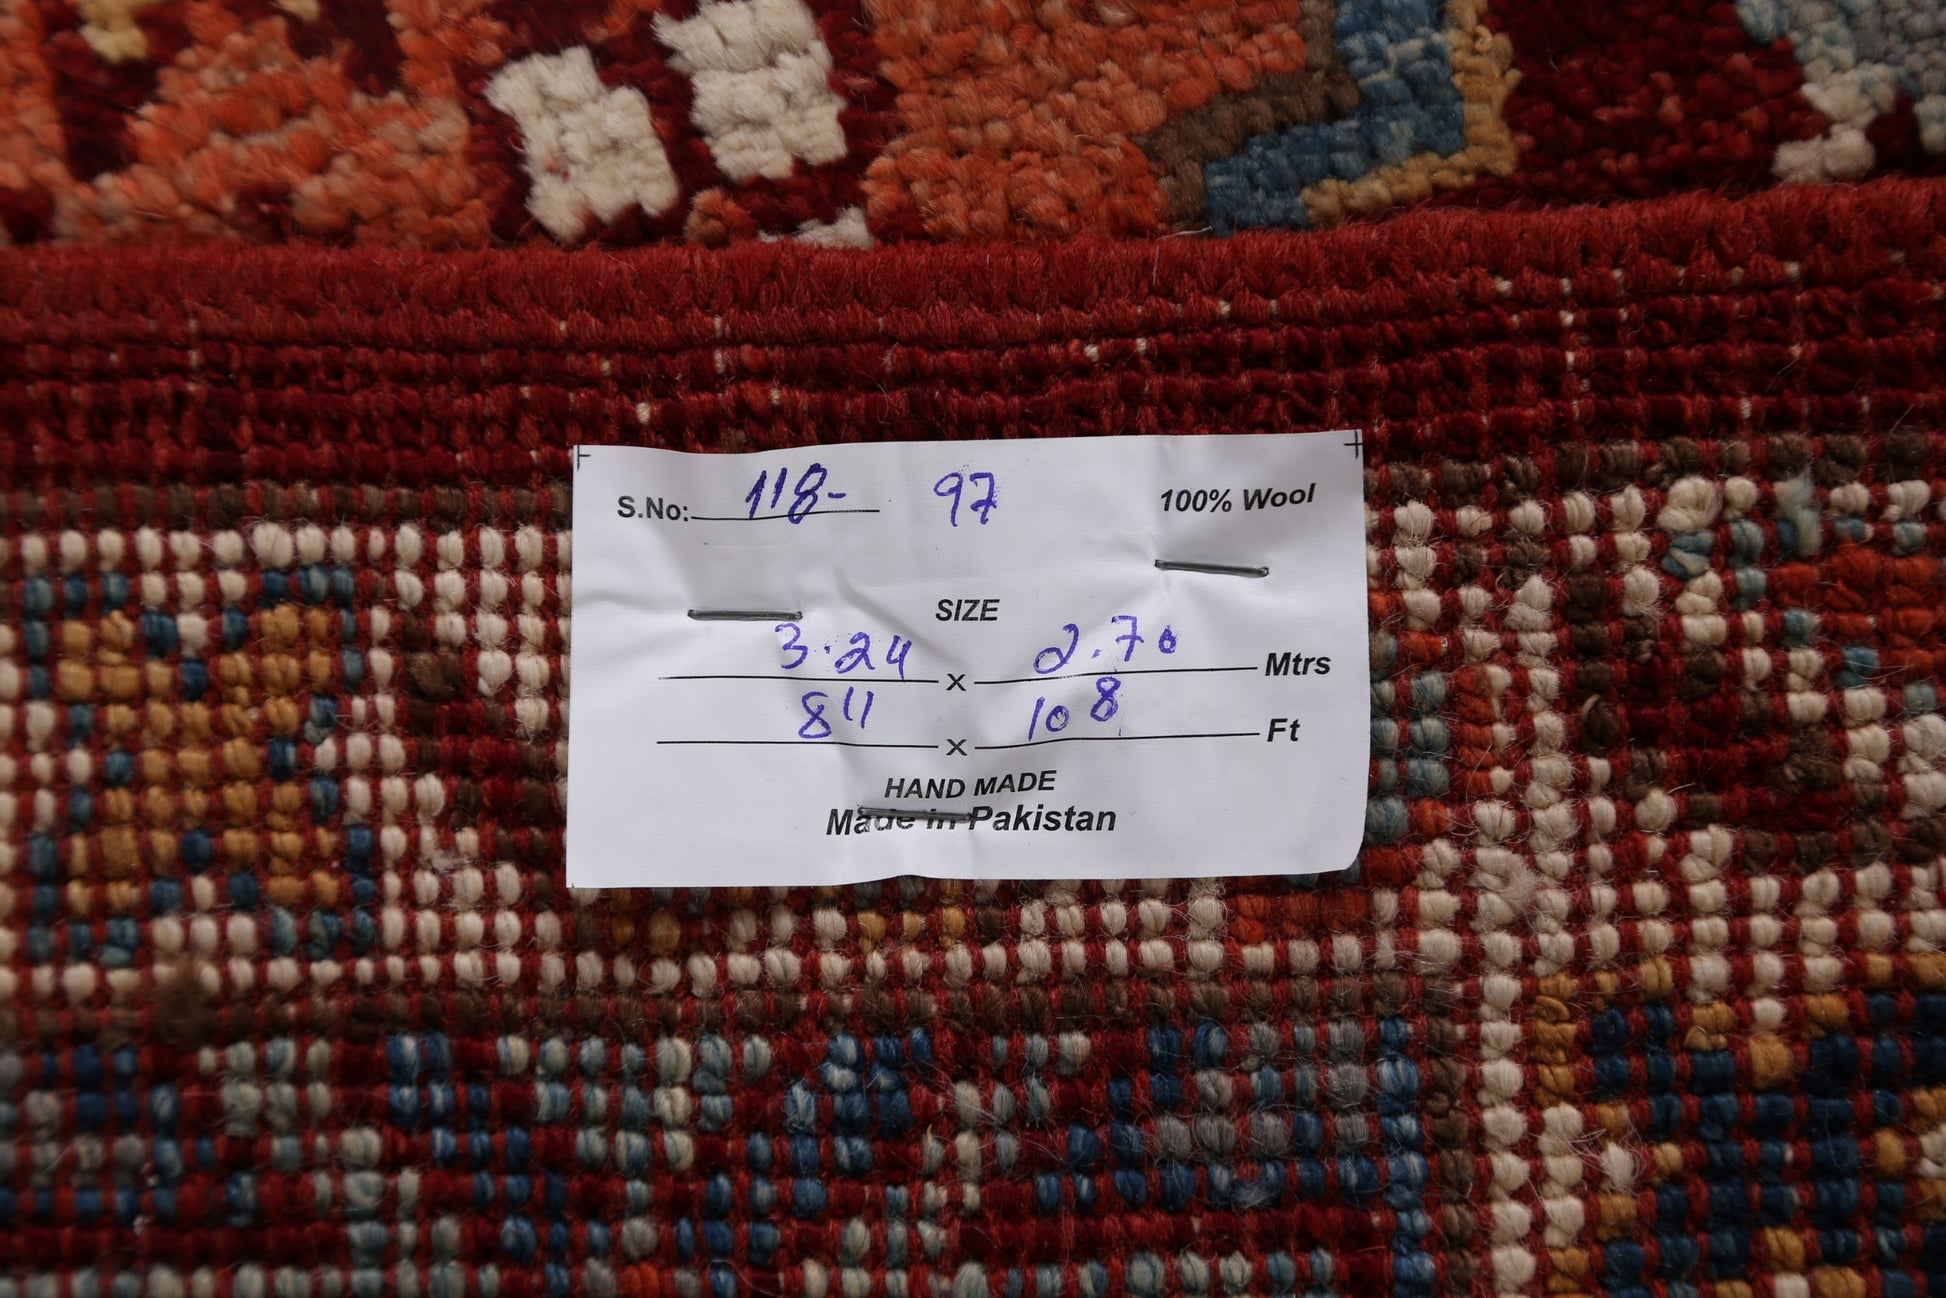 S.No: 118- 97 100% Wool
SIZE
3.24 x 2.70 Mtrs
8 11 x 10 8 Ft
HAND MADE
Made in Pakistan